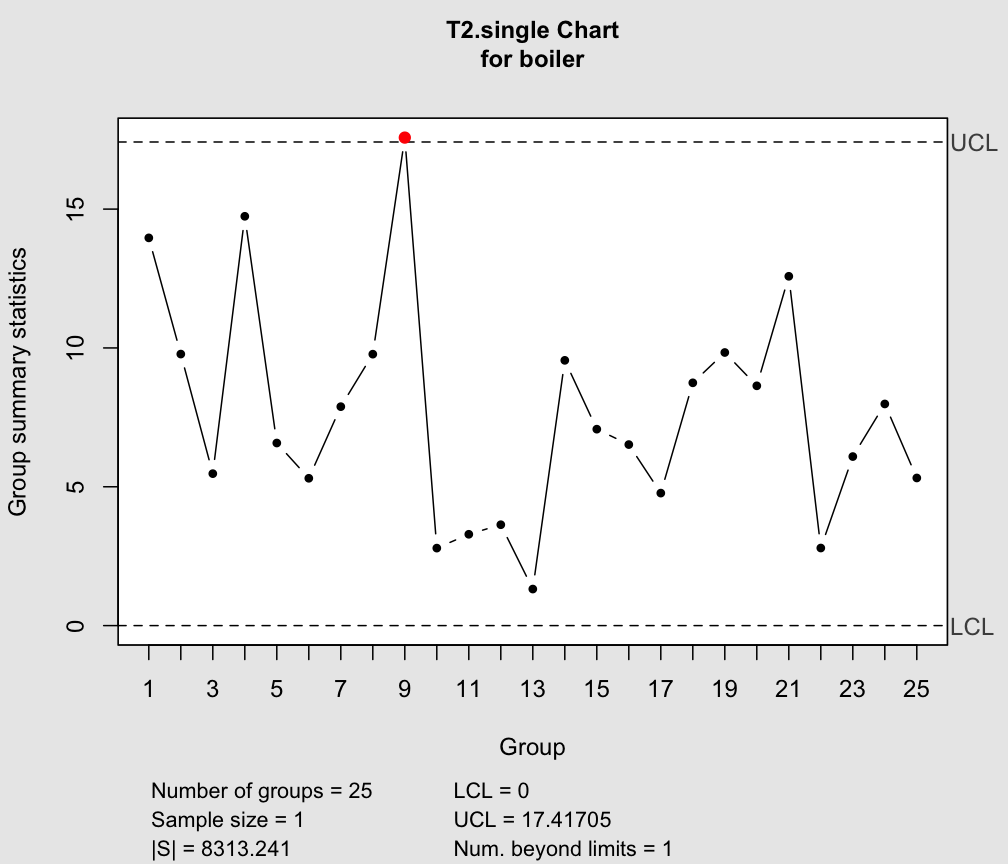 T2.single Chart
for boiler
UCL
LCL
Group summary statistics
0
5
10
15
1 3 5 7 9 11 13 15 17 19 21 23 25
Group
Number of groups = 25
Sample size = 1
|S| = 8313.241
LCL = 0
UCL = 17.41705
Num. beyond limits = 1